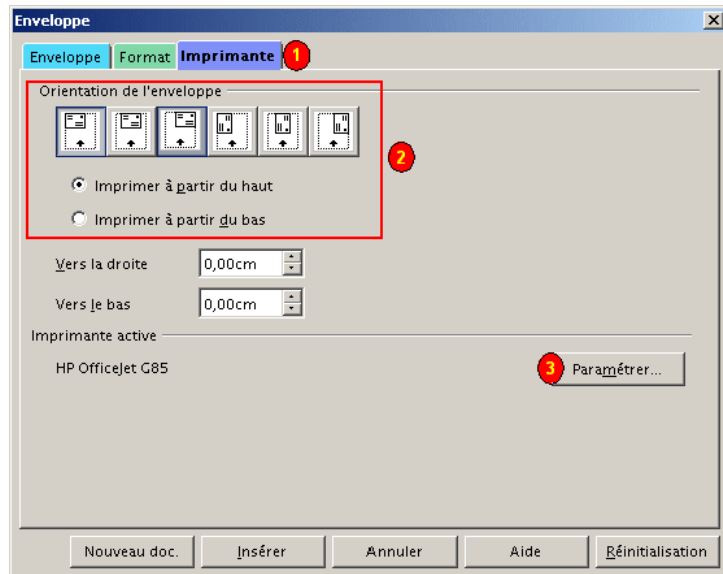 Enveloppe
Enveloppe Format Imprimante 1
Orientation de l'enveloppe
2
Imprimer à partir du haut
Imprimer à partir du bas
Vers la droite 0,00cm
Vers le bas 0,00cm
Imprimante active
HP OfficeJet G85 3 Paramétrer...
Nouveau doc. Insérer Annuler Aide Réinitialisation